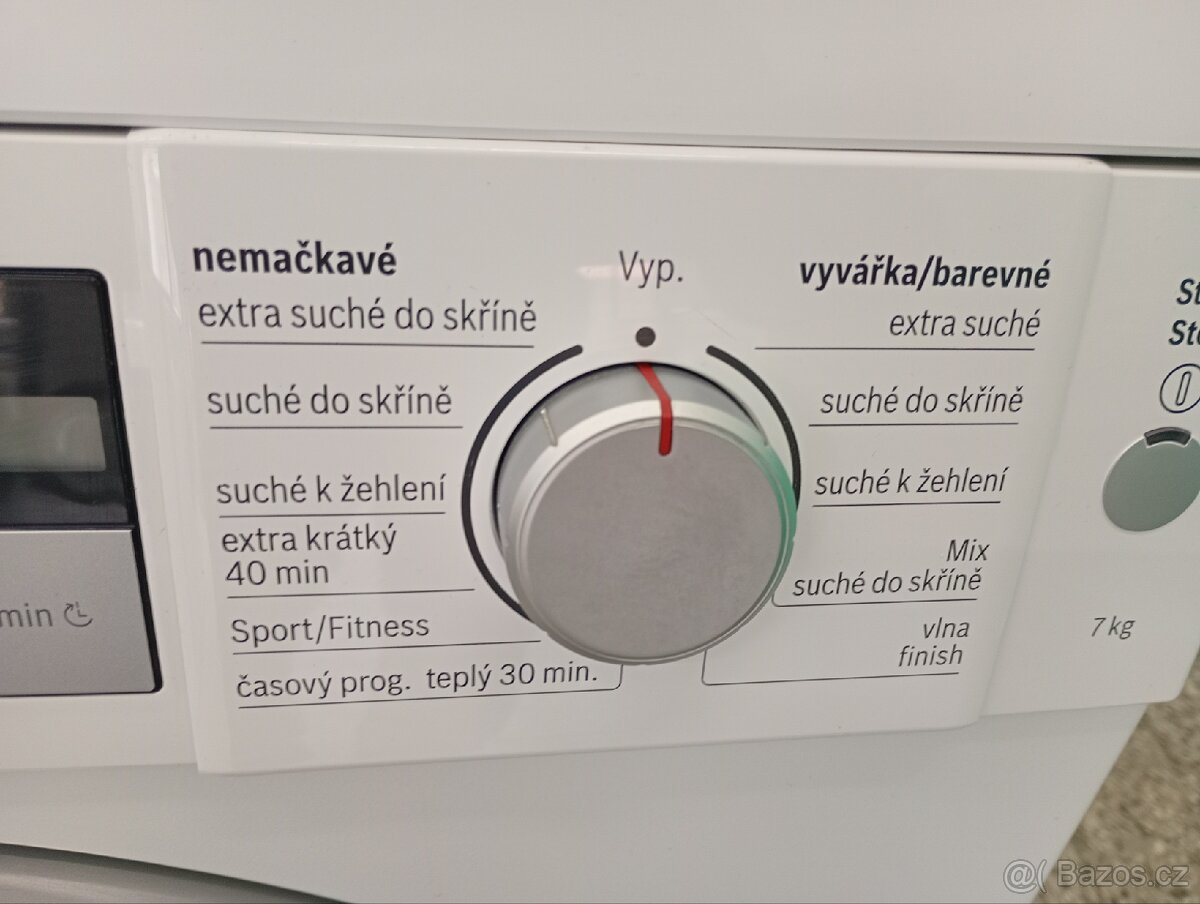 nemačkavé
extra suché do skříně
suché do skříně
suché k žehlení
extra krátký
40 min
Sport/Fitness
časový prog. teplý 30 min.
Vyp.
vyvářka/barevné
extra suché
suché do skříně
suché k žehlení
Mix
suché do skříně
vlna
finish
min
7 kg
@( Bazos.cz